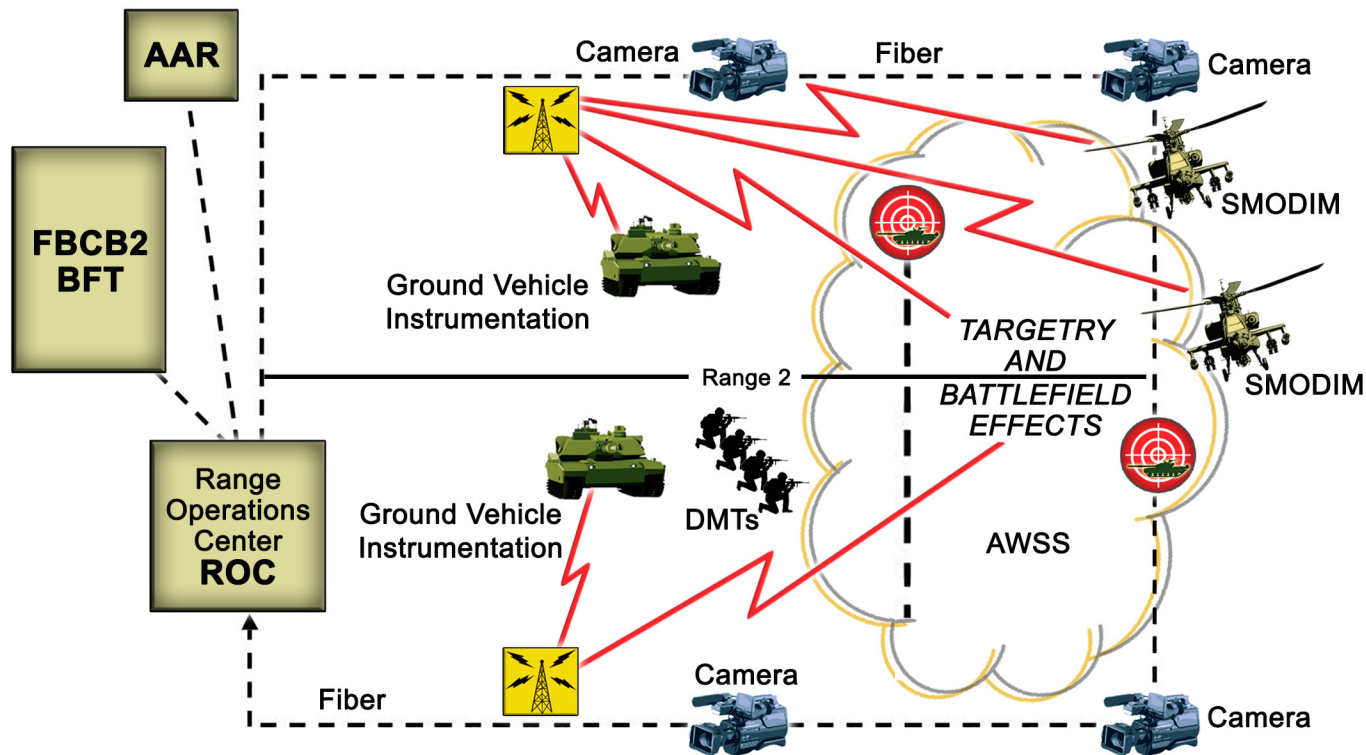 AAR
Camera
Fiber
Camera
FBCB2
BFT
SMODIM
Ground Vehicle
Instrumentation
TARGETRY
AND
BATTLEFIELD
EFFECTS
Range 2
SMODIM
Range
Operations
Center
ROC
Ground Vehicle
Instrumentation
DMTs
AWSS
Fiber
Camera
Camera